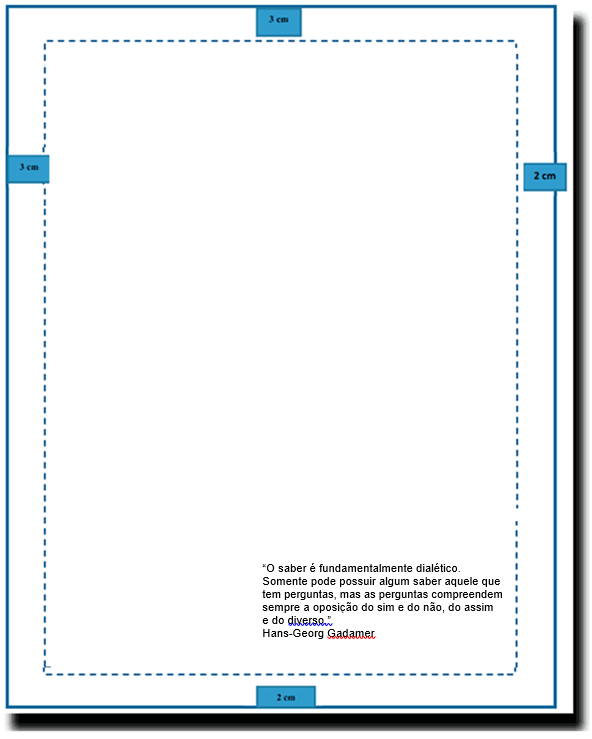 3 cm
3 cm
2 cm
“O saber é fundamentalmente dialético.
Somente pode possuir algum saber aquele que
tem perguntas, mas as perguntas compreendem
sempre a oposição do sim e do não, do assim
e do diverso.”
Hans-Georg Gadamer
2 cm